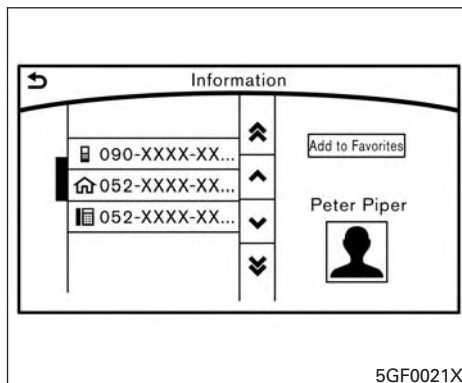 Information
090-XXXX-XX...
052-XXXX-XX...
052-XXXX-XX...
Add to Favorites
Peter Piper
5GF0021X